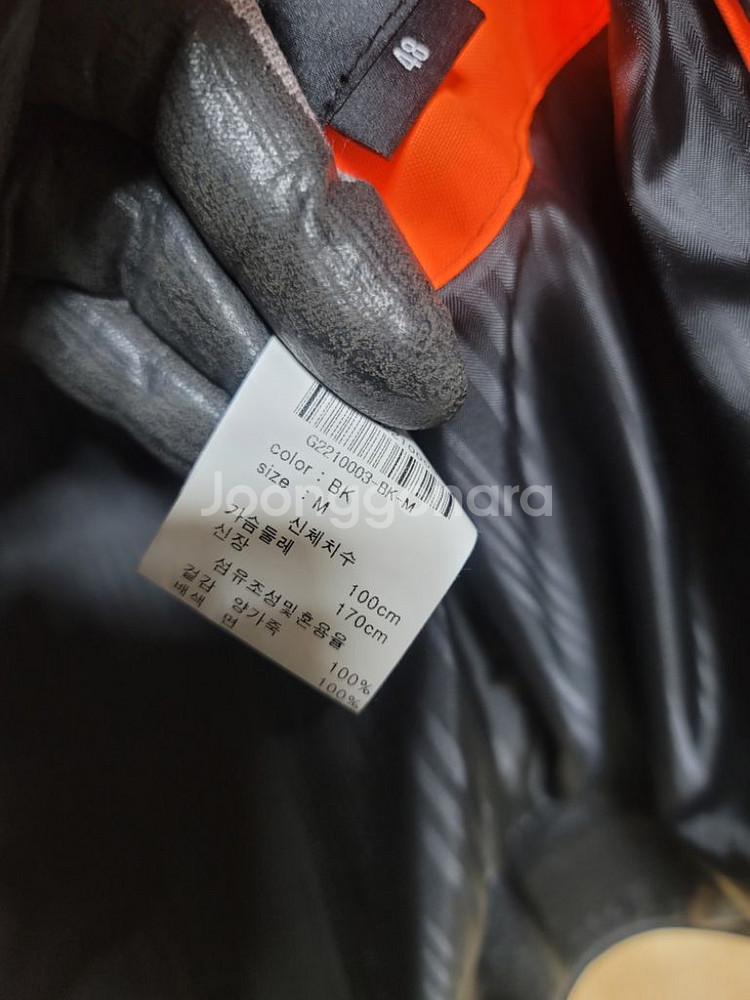 48
G2210003-BK-M
color : BK
size : M
신체치수
가슴둘레 100cm
신장 170cm
섬유조성및혼용율
겉감 양가죽 100%
배색 면 100%
Joonggonara